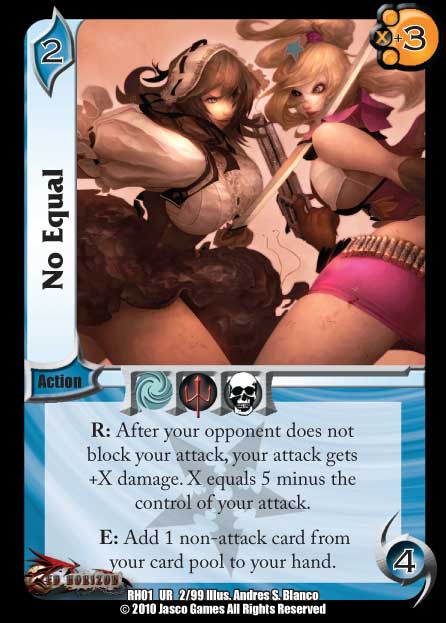 2
X +3
No Equal
Action
R: After your opponent does not
block your attack, your attack gets
+X damage. X equals 5 minus the
control of your attack.
E: Add 1 non-attack card from
your card pool to your hand.
RED HORIZON
4
RH01 UR 2/99 Illus. Andres S. Blanco
© 2010 Jasco Games All Rights Reserved